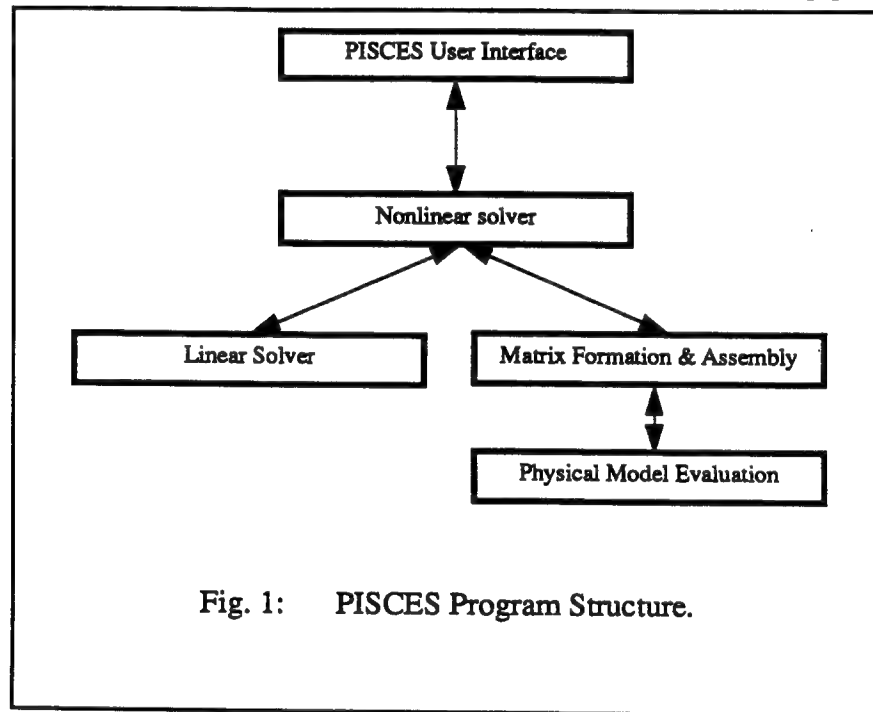 PISCES User Interface
Nonlinear solver
Linear Solver
Matrix Formation & Assembly
Physical Model Evaluation
Fig. 1: PISCES Program Structure.